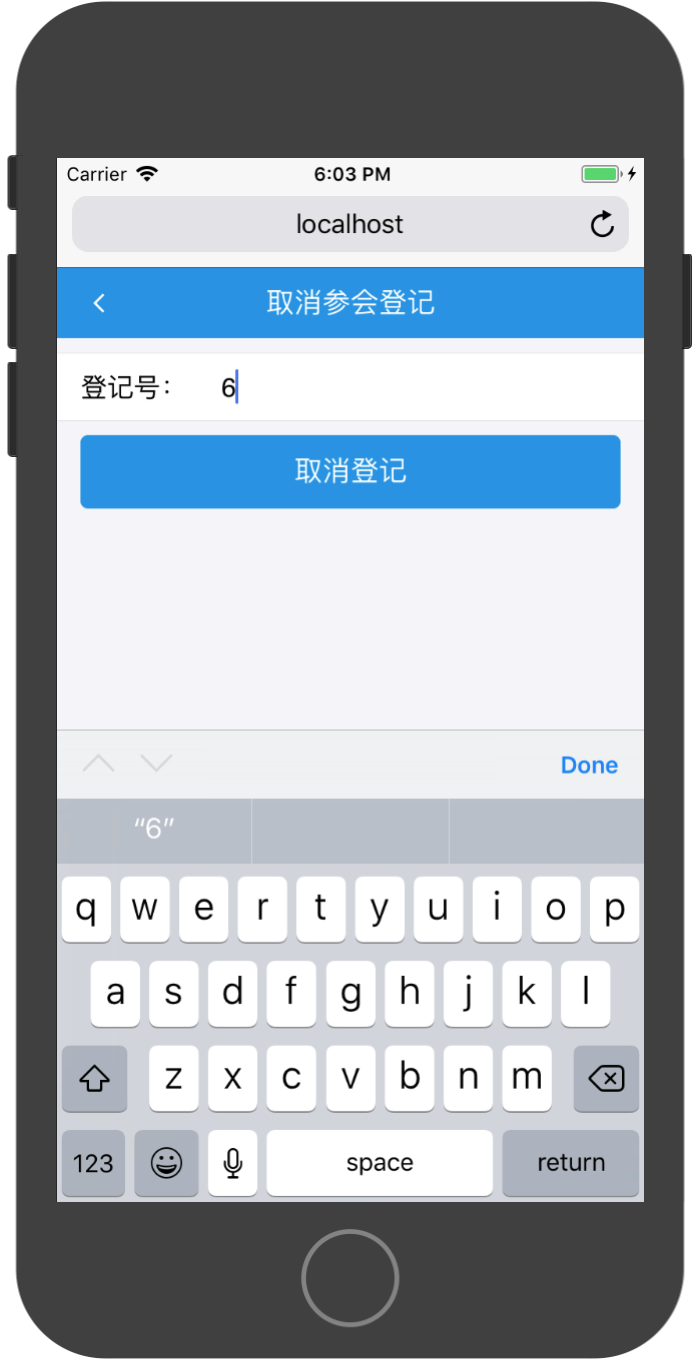 Carrier 6:03 PM
localhost
取消参会登记
登记号： 6
取消登记
Done
“6”
q w e r t y u i o p
a s d f g h j k l
z x c v b n m
123 space return